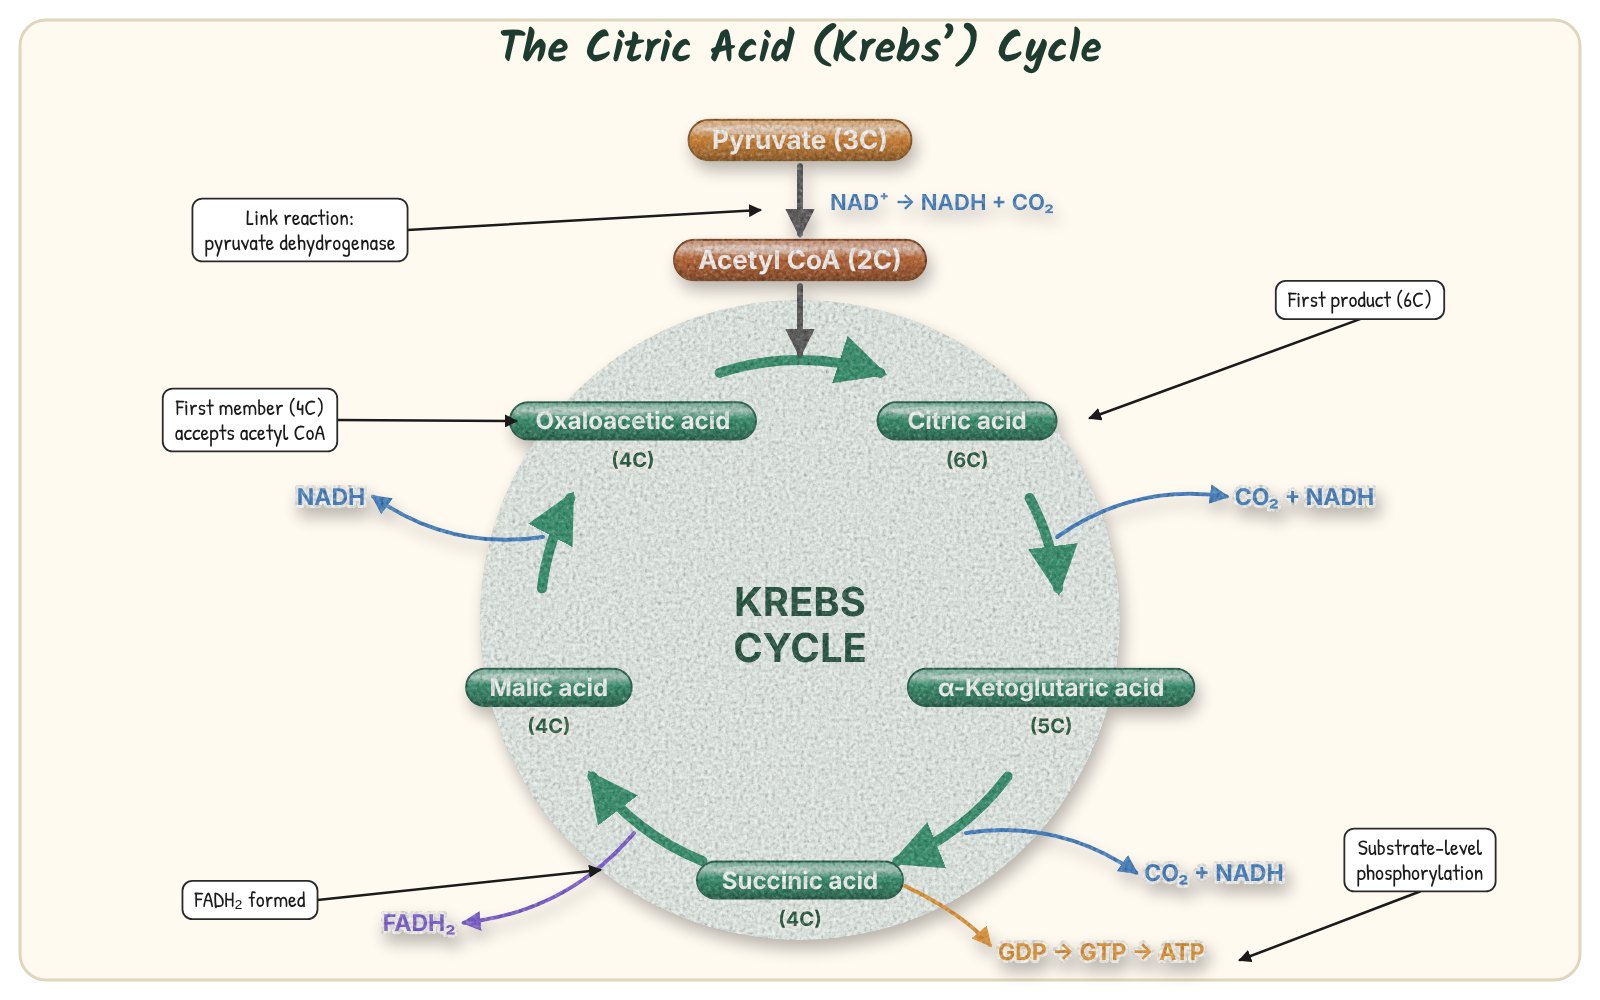 The Citric Acid (Krebs’) Cycle
Pyruvate (3C)
NAD⁺ → NADH + CO₂
Link reaction:
pyruvate dehydrogenase
Acetyl CoA (2C)
First product (6C)
First member (4C)
accepts acetyl CoA
Oxaloacetic acid
(4C)
Citric acid
(6C)
NADH
CO₂ + NADH
KREBS
CYCLE
Malic acid
(4C)
α-Ketoglutaric acid
(5C)
Substrate-level
phosphorylation
CO₂ + NADH
Succinic acid
(4C)
FADH₂ formed
FADH₂
GDP → GTP → ATP